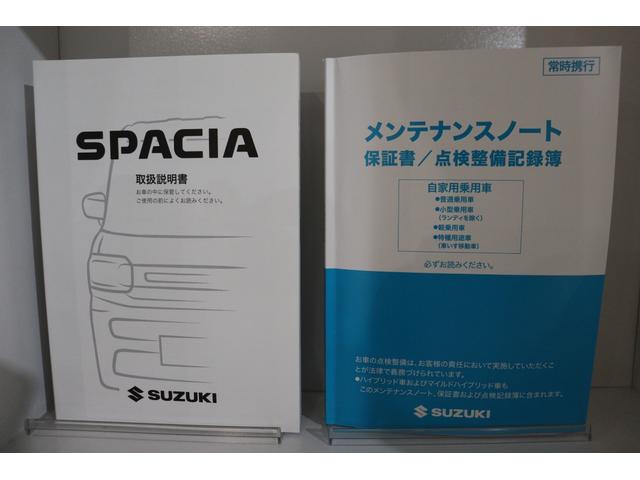 SPACIA
取扱説明書
お車の中に保管してください。
ご使用の前によくお読みください。
SUZUKI
常時携行
メンテナンスノート
保証書/点検整備記録簿
自家用乗用車
●普通乗用車
●小型乗用車
(ランディを除く)
●軽乗用車
●特種用途車
(車いす移動車)
必ずお読みください。
お車の点検整備は、お客様の責任において実施していただくこ
とが法律で義務づけられています。
●ハイブリッド車およびマイルドハイブリッド車も
このメンテナンスノート、保証書および点検記録簿に含まれます。
SUZUKI